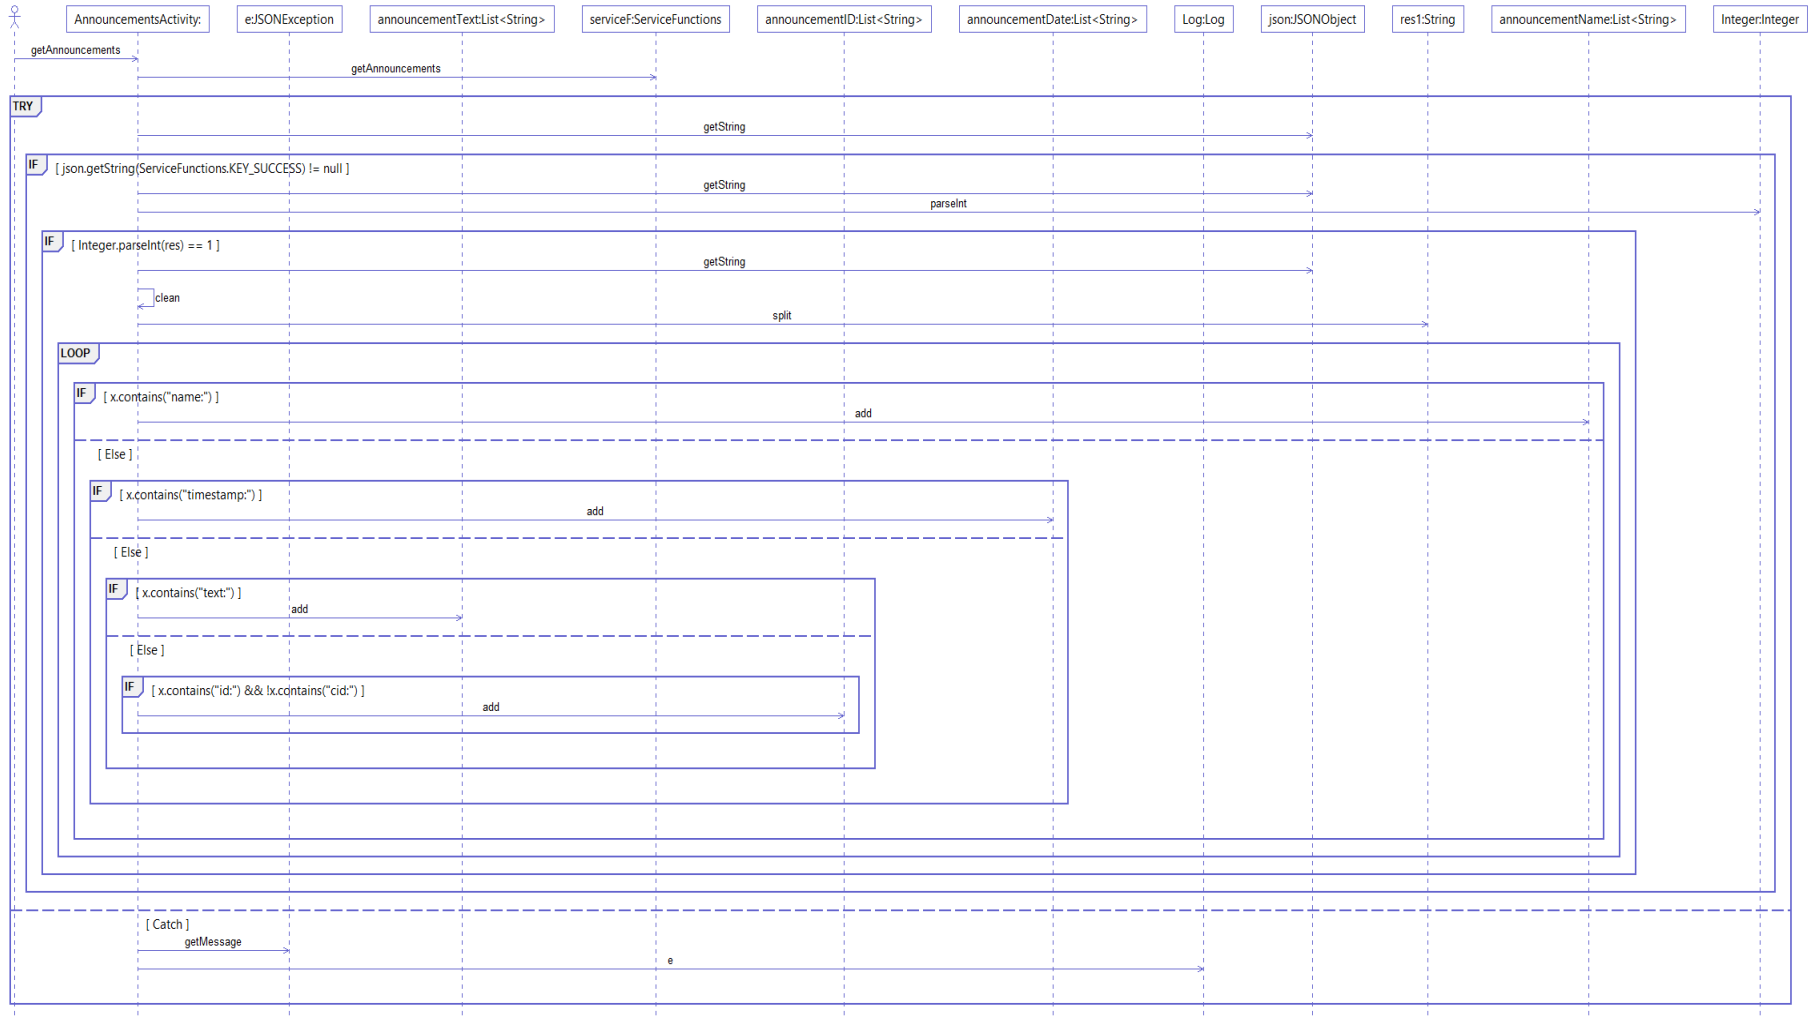 AnnouncementsActivity: e:JSONException announcementText:List<String> serviceF:ServiceFunctions announcementID:List<String> announcementDate:List<String> Log:Log json:JSONObject res1:String announcementName:List<String> Integer:Integer
getAnnouncements
getAnnouncements
TRY
getString
IF [ json.getString(ServiceFunctions.KEY_SUCCESS) != null ]
getString
parseInt
IF [ Integer.parseInt(res) == 1 ]
getString
clean
split
LOOP
IF [ x.contains("name:") ]
add
[ Else ]
IF [ x.contains("timestamp:") ]
add
[ Else ]
IF [ x.contains("text:") ]
add
[ Else ]
IF [ x.contains("id:") && !x.contains("cid:") ]
add
[ Catch ]
getMessage
e